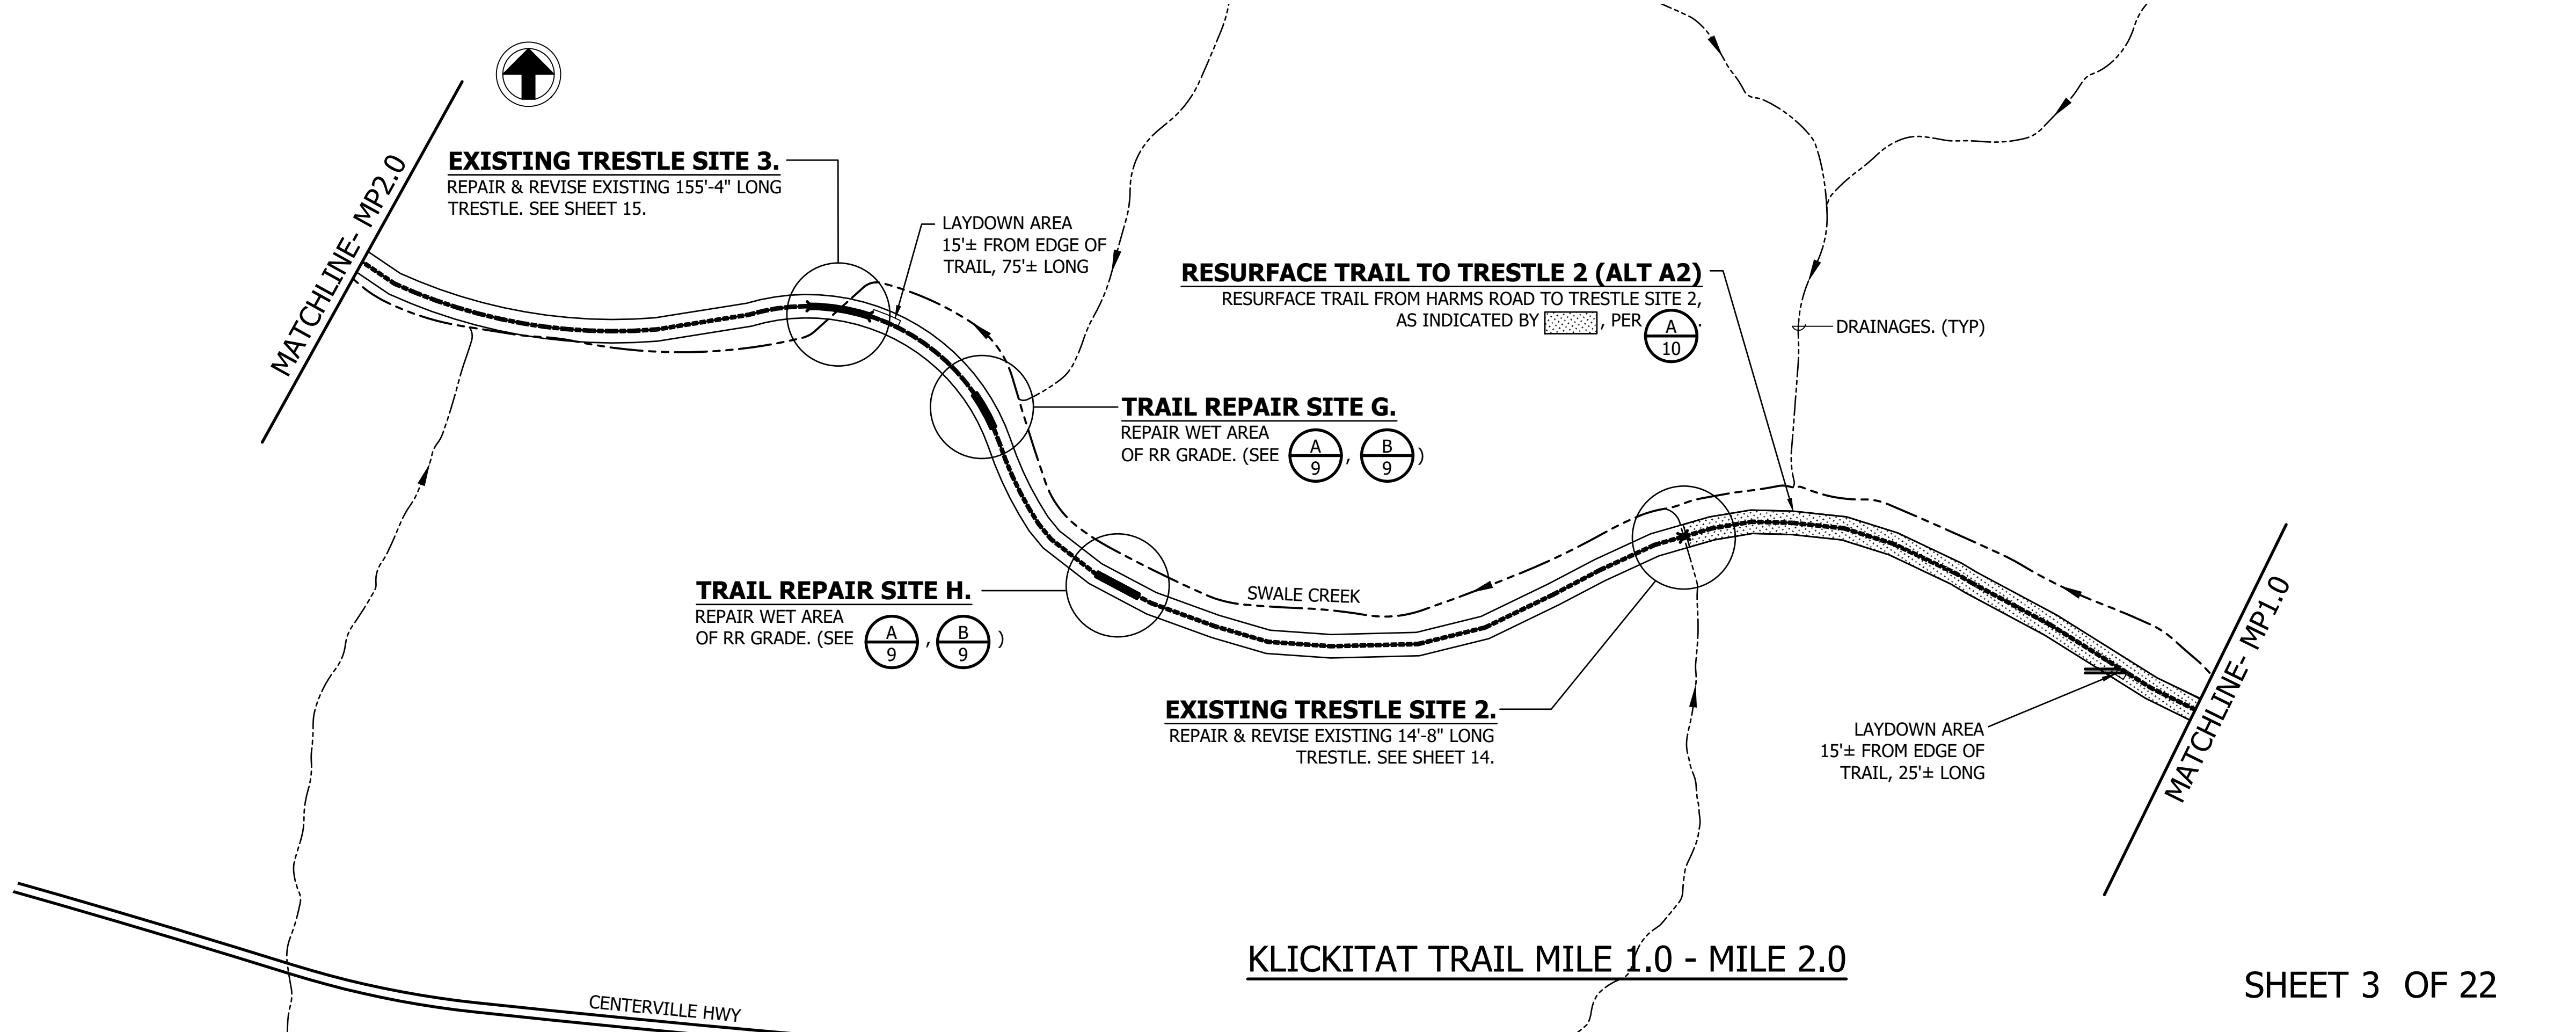 MATCHLINE- MP2.0
EXISTING TRESTLE SITE 3.
REPAIR & REVISE EXISTING 155'-4" LONG
TRESTLE. SEE SHEET 15.
LAYDOWN AREA
15'± FROM EDGE OF
TRAIL, 75'± LONG
RESURFACE TRAIL TO TRESTLE 2 (ALT A2)
RESURFACE TRAIL FROM HARMS ROAD TO TRESTLE SITE 2,
AS INDICATED BY , PER A 10 .
DRAINAGES. (TYP)
TRAIL REPAIR SITE G.
REPAIR WET AREA
OF RR GRADE. (SEE A 9 , B 9 )
TRAIL REPAIR SITE H.
REPAIR WET AREA
OF RR GRADE. (SEE A 9 , B 9 )
SWALE CREEK
EXISTING TRESTLE SITE 2.
REPAIR & REVISE EXISTING 14'-8" LONG
TRESTLE. SEE SHEET 14.
LAYDOWN AREA
15'± FROM EDGE OF
TRAIL, 25'± LONG
MATCHLINE- MP1.0
KLICKITAT TRAIL MILE 1.0 - MILE 2.0
CENTERVILLE HWY
SHEET 3 OF 22